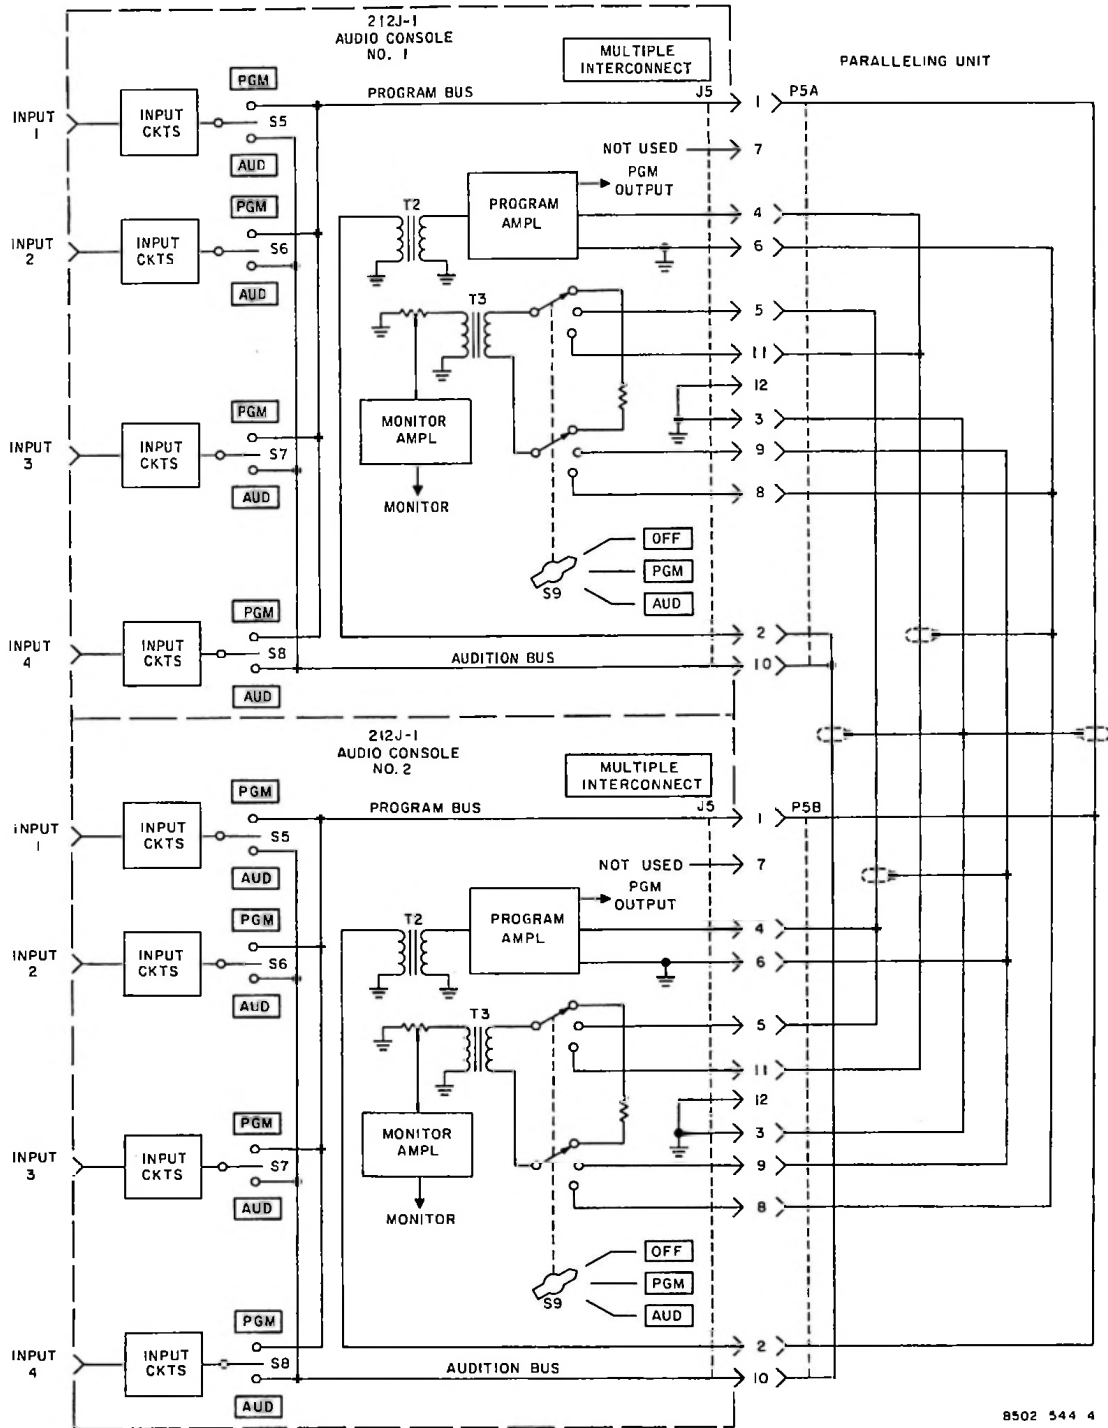 212J-1
AUDIO CONSOLE
NO. 1
MULTIPLE
INTERCONNECT
PARALLELING UNIT
PGM
PROGRAM BUS
J5
1
P5A
INPUT
1
INPUT
CKTS
S5
AUD
NOT USED
7
PGM
OUTPUT
PGM
T2
PROGRAM
AMPL
4
INPUT
2
INPUT
CKTS
S6
6
AUD
T3
5
11
12
PGM
MONITOR
AMPL
3
INPUT
3
INPUT
CKTS
S7
9
AUD
8
MONITOR
OFF
PGM
S9
AUD
PGM
2
INPUT
4
INPUT
CKTS
S8
AUDITION BUS
10
AUD
212J-1
AUDIO CONSOLE
NO. 2
MULTIPLE
INTERCONNECT
PGM
PROGRAM BUS
J5
1
P5B
INPUT
1
INPUT
CKTS
S5
NOT USED
7
AUD
PGM
OUTPUT
PGM
T2
PROGRAM
AMPL
4
INPUT
2
INPUT
CKTS
S6
6
AUD
T3
5
11
12
PGM
MONITOR
AMPL
3
INPUT
3
INPUT
CKTS
S7
9
AUD
8
MONITOR
OFF
PGM
S9
AUD
PGM
2
INPUT
4
INPUT
CKTS
S8
AUDITION BUS
10
AUD
8502 544 4